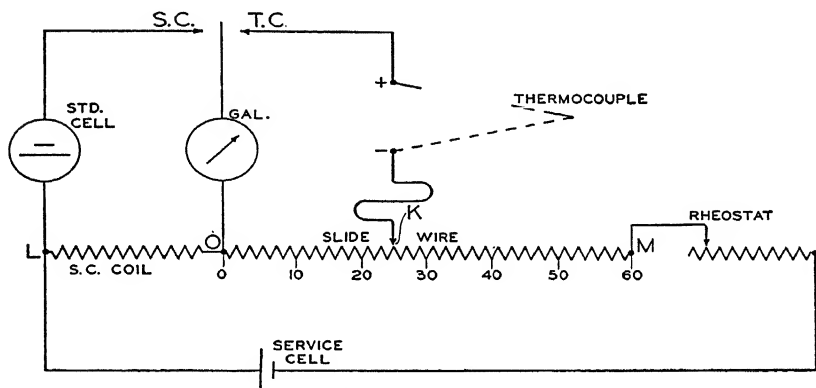 S.C. T.C.
+
THERMOCOUPLE
STD.
CELL
GAL.
−
K
RHEOSTAT
L O SLIDE WIRE M
S.C. COIL
0 10 20 30 40 50 60
SERVICE
CELL